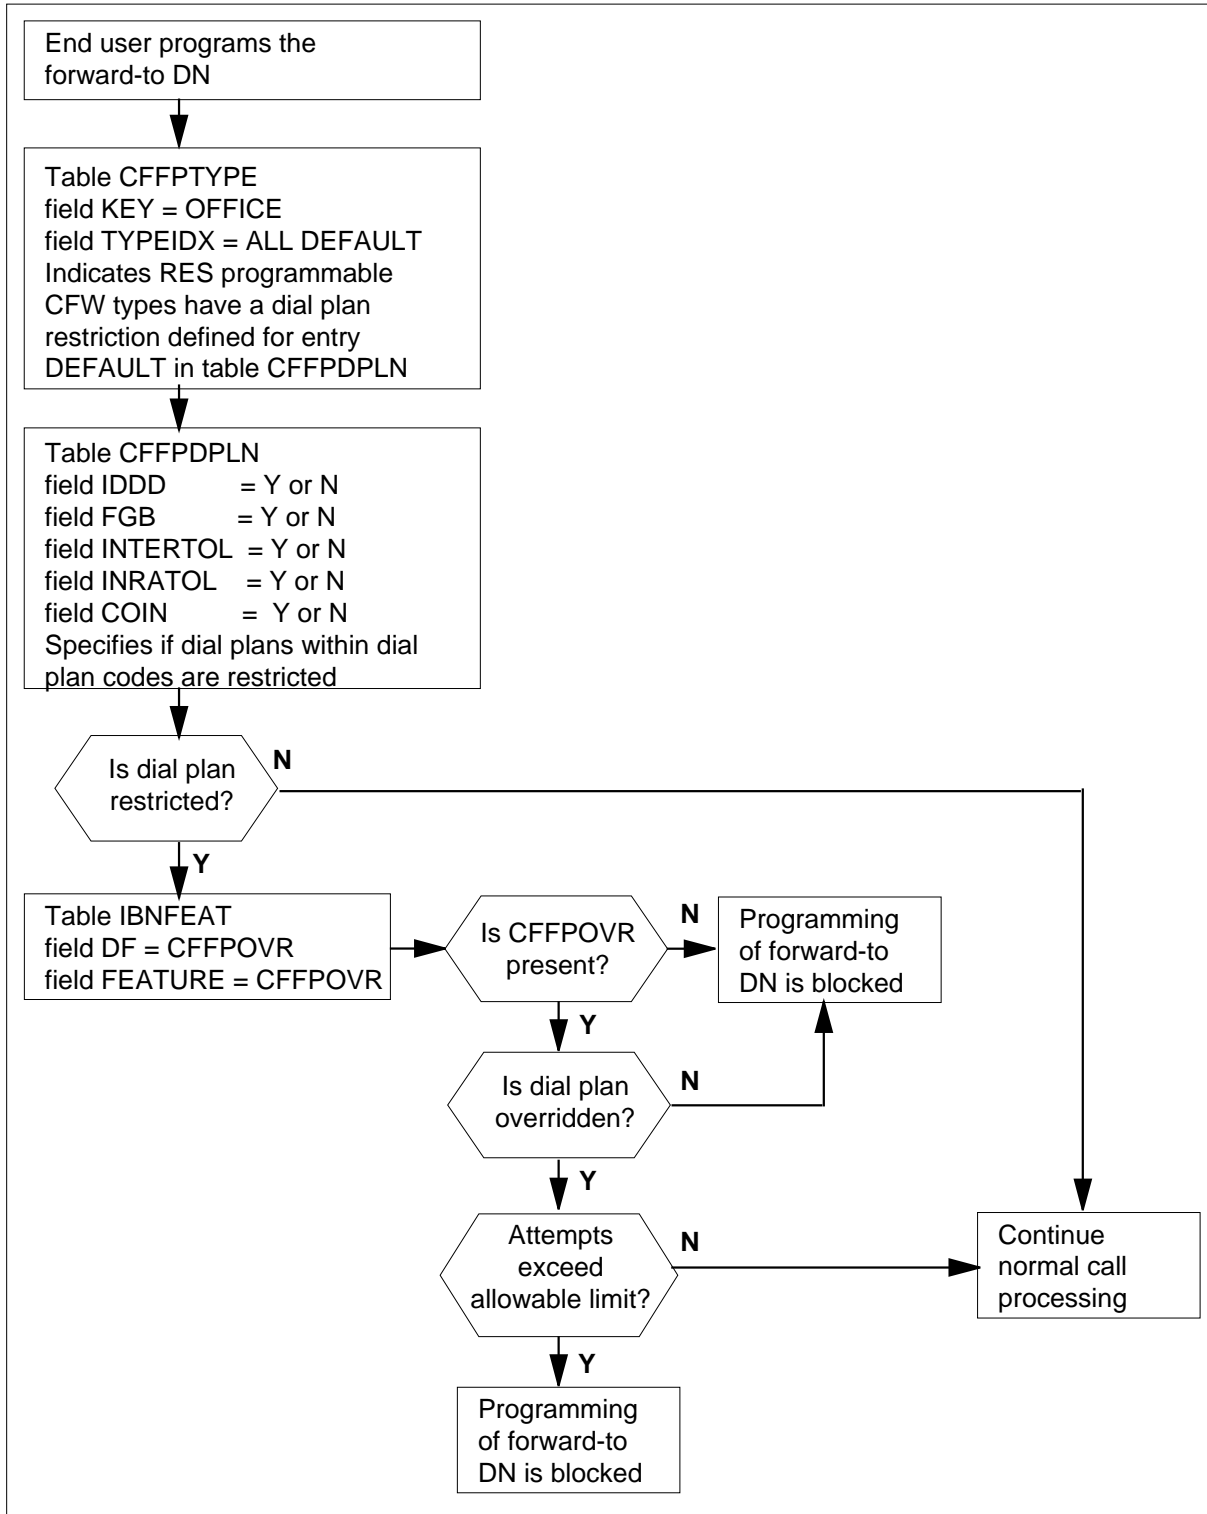 End user programs the
forward-to DN
Table CFFPTYPE
field KEY = OFFICE
field TYPEIDX = ALL DEFAULT
Indicates RES programmable
CFW types have a dial plan
restriction defined for entry
DEFAULT in table CFFPDPLN
Table CFFPDPLN
field IDDD = Y or N
field FGB = Y or N
field INTERTOL = Y or N
field INRATOL = Y or N
field COIN = Y or N
Specifies if dial plans within dial
plan codes are restricted
Is dial plan
restricted?
N
Y
Table IBNFEAT
field DF = CFFPOVR
field FEATURE = CFFPOVR
Is CFFPOVR
present?
N
Programming
of forward-to
DN is blocked
Y
Is dial plan
overridden?
N
Y
Attempts
exceed
allowable limit?
N
Continue
normal call
processing
Y
Programming
of forward-to
DN is blocked